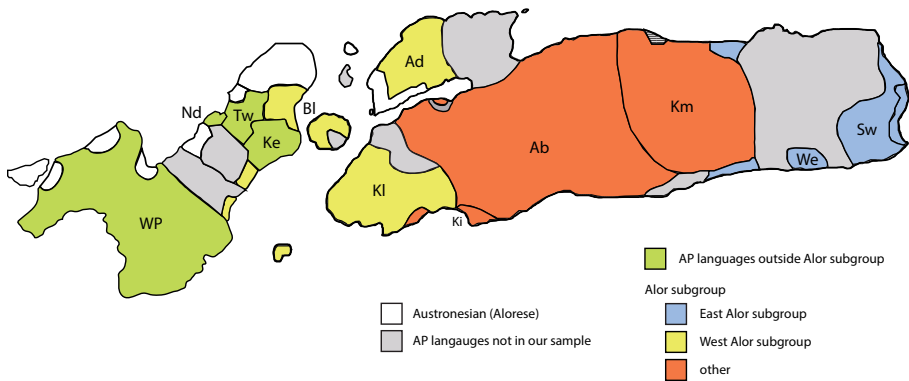 Ad
Nd
Tw
Bl
Km
Ke
Ab
Sw
We
Kl
WP
Ki
AP languages outside Alor subgroup
Alor subgroup
Austronesian (Alorese)
East Alor subgroup
AP langauges not in our sample
West Alor subgroup
other